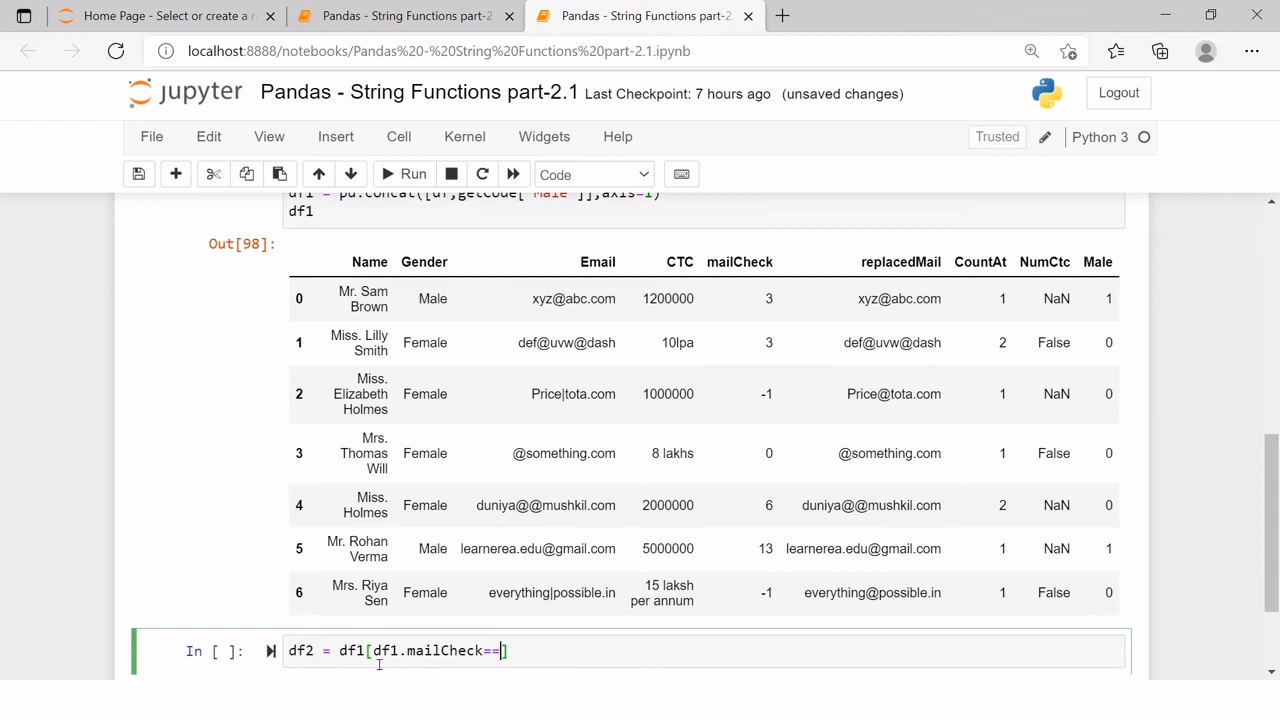 Home Page - Select or create a n
Pandas - String Functions part-2
Pandas - String Functions part-2
localhost:8888/notebooks/Pandas%20-%20String%20Functions%20part-2.1.ipynb
jupyter Pandas - String Functions part-2.1 Last Checkpoint: 7 hours ago (unsaved changes) Logout
File Edit View Insert Cell Kernel Widgets Help Trusted Python 3
Run Code
df1 = pd.concat([df,getCode['Male']],axis=1)
df1
Out[98]:
Name Gender Email CTC mailCheck replacedMail CountAt NumCtc Male
0 Mr. Sam Brown Male xyz@abc.com 1200000 3 xyz@abc.com 1 NaN 1
1 Miss. Lilly Smith Female def@uvw@dash 10lpa 3 def@uvw@dash 2 False 0
2 Miss. Elizabeth Holmes Female Price|tota.com 1000000 -1 Price@tota.com 1 NaN 0
3 Mrs. Thomas Will Female @something.com 8 lakhs 0 @something.com 1 False 0
4 Miss. Holmes Female duniya@@mushkil.com 2000000 6 duniya@@mushkil.com 2 NaN 0
5 Mr. Rohan Verma Male learnerea.edu@gmail.com 5000000 13 learnerea.edu@gmail.com 1 NaN 1
6 Mrs. Riya Sen Female everything|possible.in 15 laksh per annum -1 everything@possible.in 1 False 0
In [ ]: df2 = df1[df1.mailCheck==]